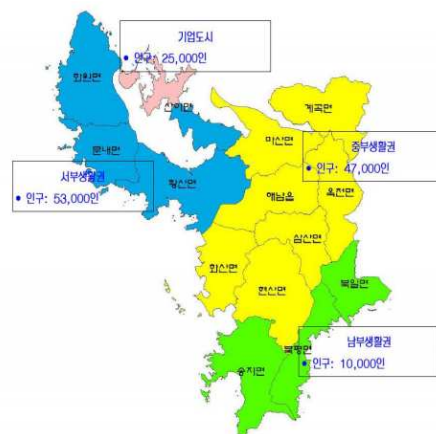 기업도시
• 인구: 25,000인
화원면
산이면
계곡면
마산면
문내면
중부생활권
• 인구: 47,000인
서부생활권
• 인구: 53,000인
황산면
해남읍
옥천면
삼산면
화산면
현산면
북일면
남부생활권
• 인구: 10,000인
북평면
송지면